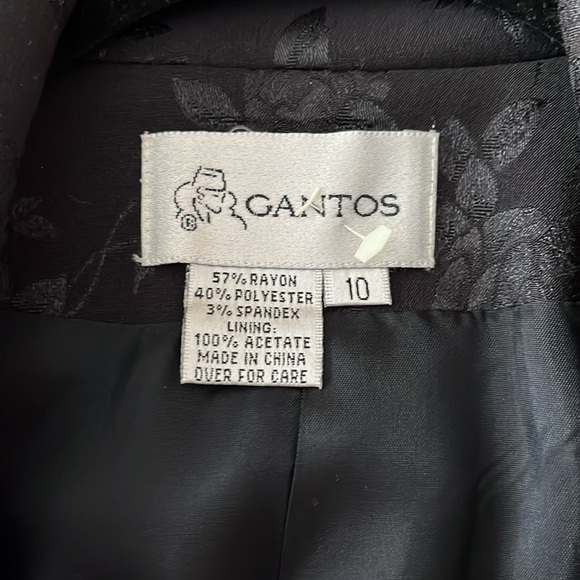 ® GANTOS
57% RAYON
40% POLYESTER
3% SPANDEX
LINING:
100% ACETATE
MADE IN CHINA
OVER FOR CARE
10